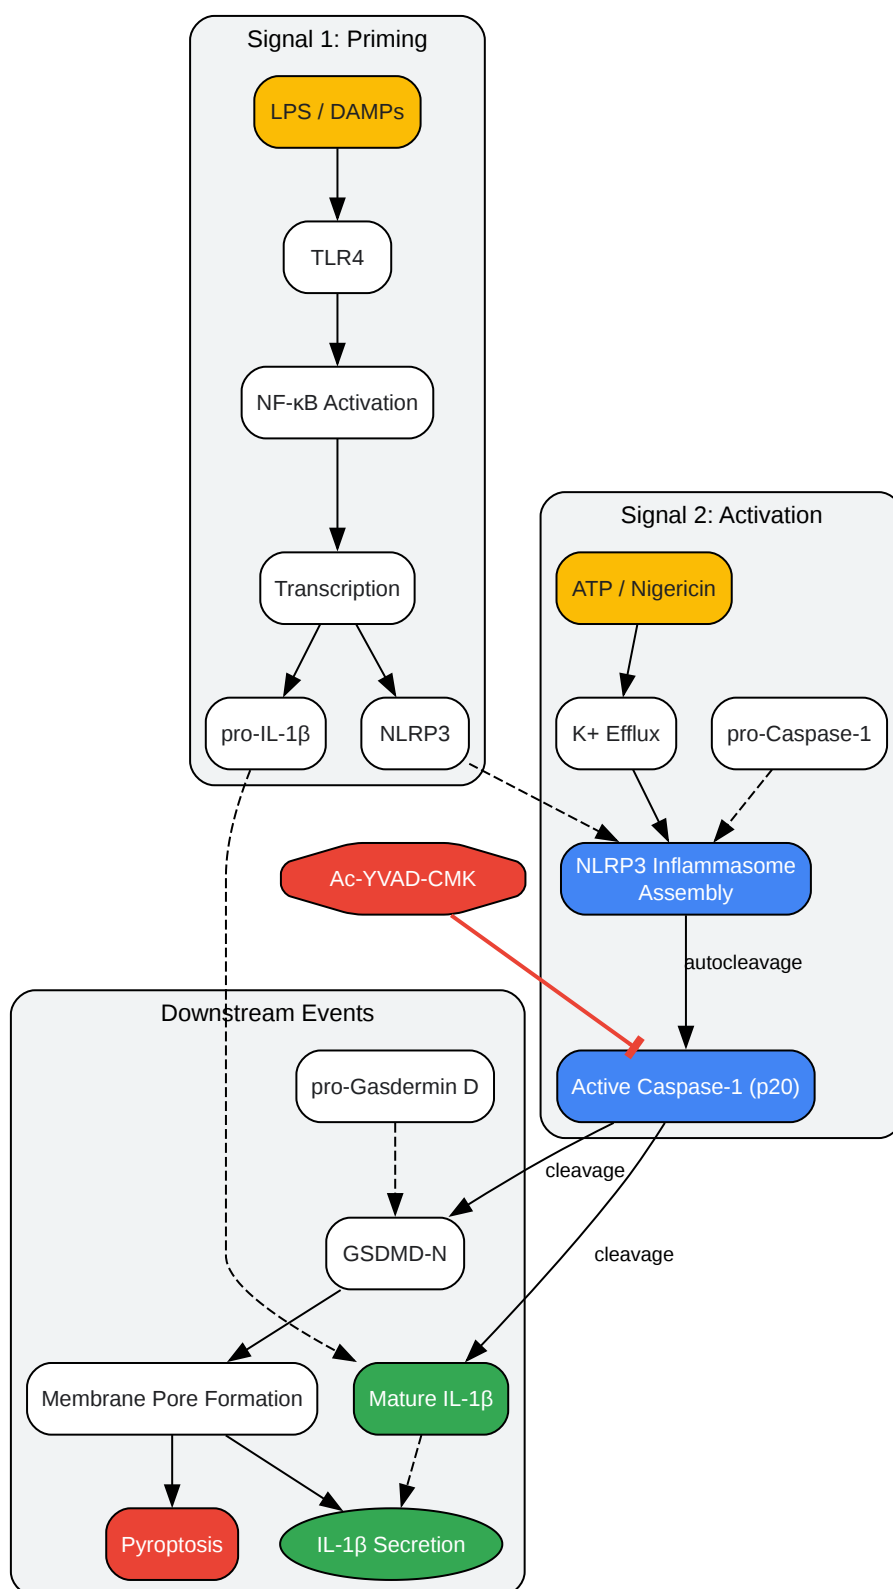 Signal 1: Priming
LPS / DAMPs
TLR4
NF-κB Activation
Transcription
pro-IL-1β
NLRP3
Signal 2: Activation
ATP / Nigericin
K+ Efflux
pro-Caspase-1
NLRP3 Inflammasome
Assembly
Ac-YVAD-CMK
autocleavage
Active Caspase-1 (p20)
Downstream Events
pro-Gasdermin D
cleavage
GSDMD-N
cleavage
Membrane Pore Formation
Mature IL-1β
Pyroptosis
IL-1β Secretion